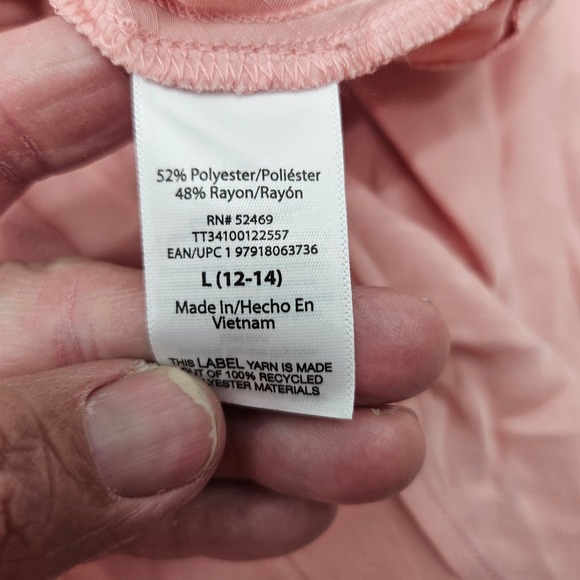 52% Polyester/Poliéster
48% Rayon/Rayón
RN# 52469
TT34100122557
EAN/UPC 1 97918063736
L (12-14)
Made In/Hecho En
Vietnam
THIS LABEL YARN IS MADE
OUT OF 100% RECYCLED
MATERIALS